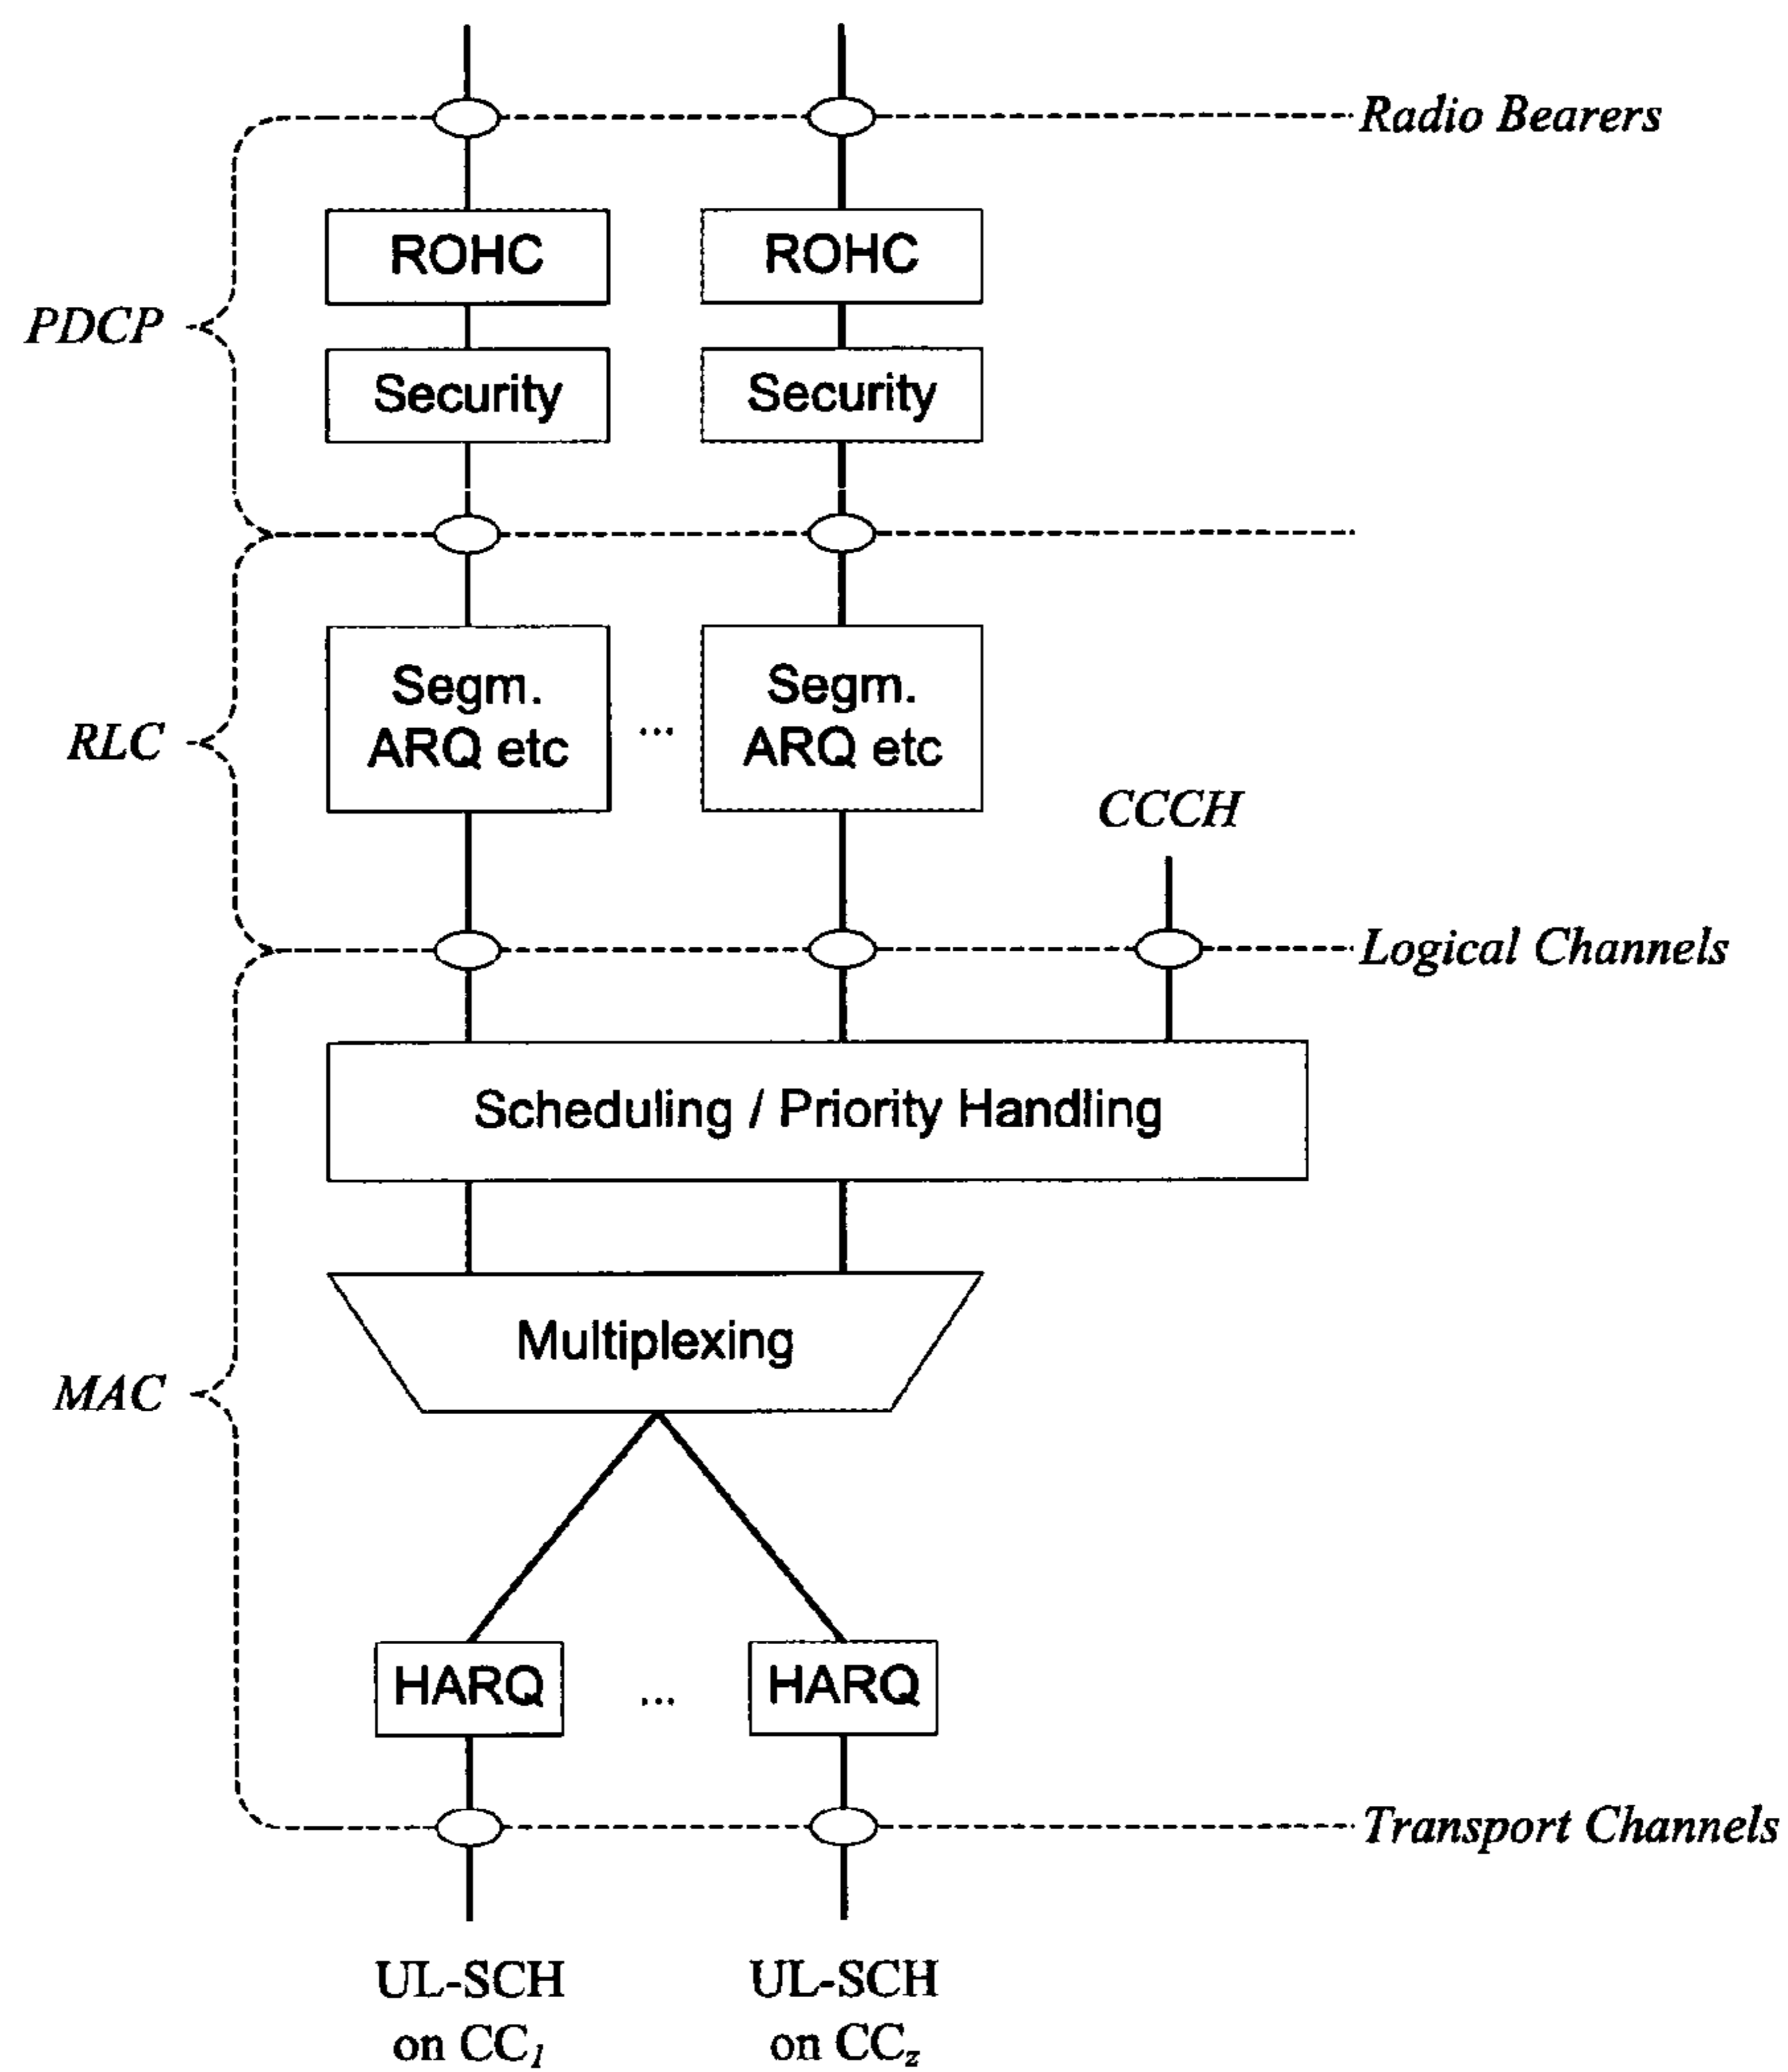 Radio Bearers
ROHC
ROHC
PDCP
Security
Security
Segm.
ARQ etc
...
Segm.
ARQ etc
RLC
CCCH
Logical Channels
Scheduling / Priority Handling
Multiplexing
MAC
HARQ
...
HARQ
Transport Channels
UL-SCH
on CC1
UL-SCH
on CCz